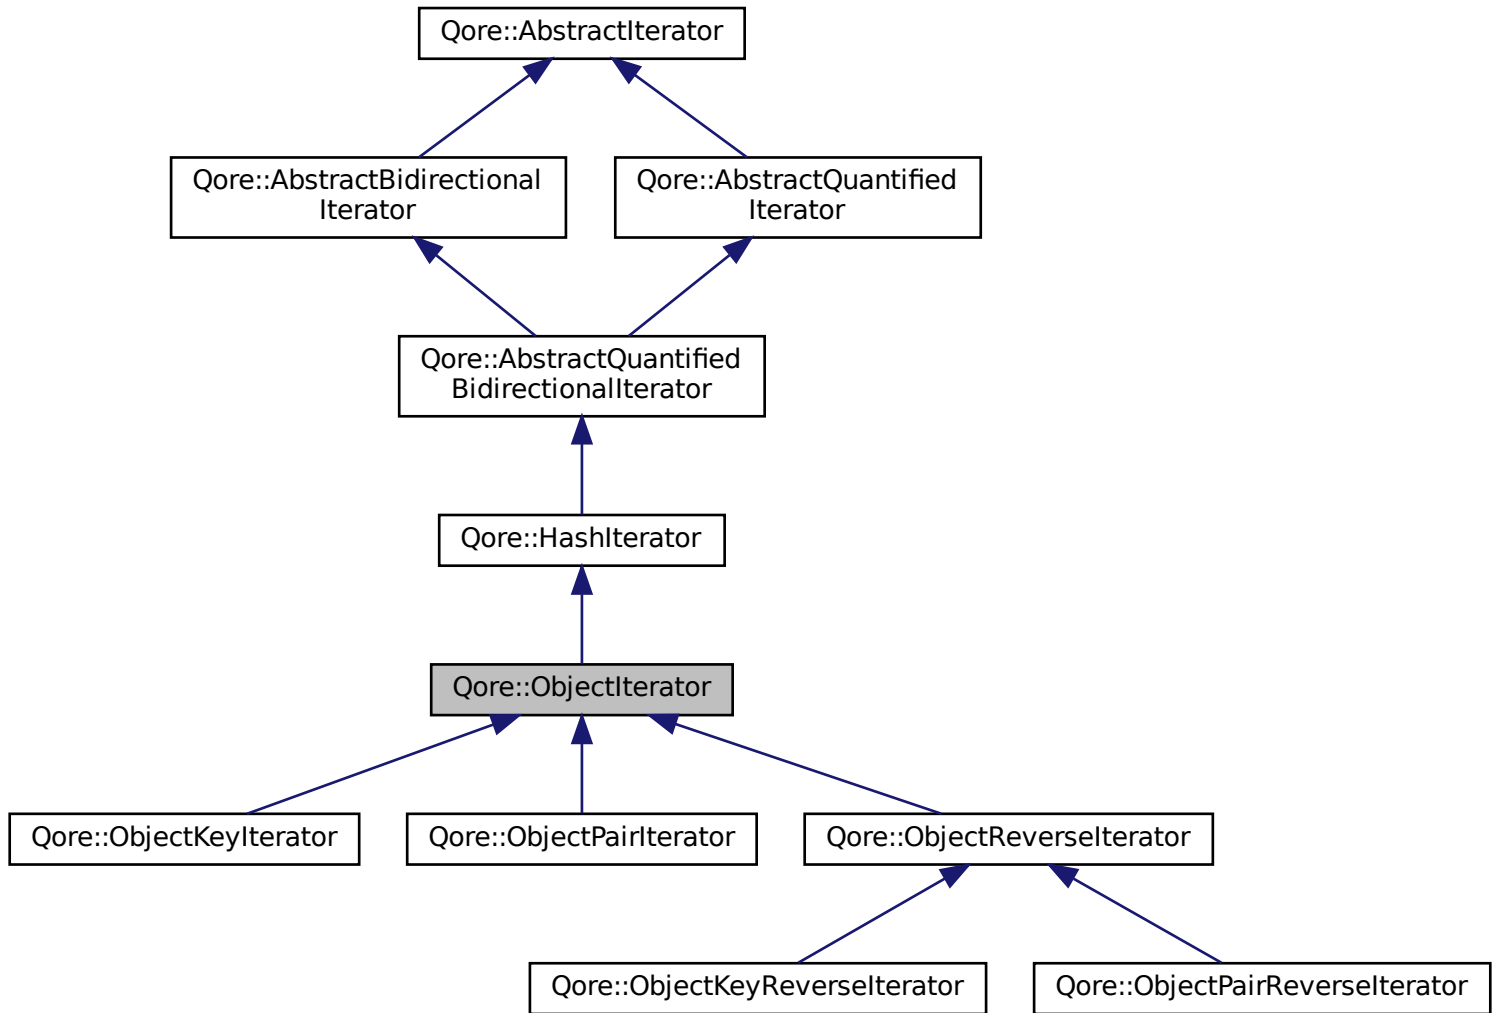 Qore::AbstractIterator
Qore::AbstractBidirectional
Iterator
Qore::AbstractQuantified
Iterator
Qore::AbstractQuantified
BidirectionalIterator
Qore::HashIterator
Qore::ObjectIterator
Qore::ObjectKeyIterator
Qore::ObjectPairIterator
Qore::ObjectReverseIterator
Qore::ObjectKeyReverseIterator
Qore::ObjectPairReverseIterator